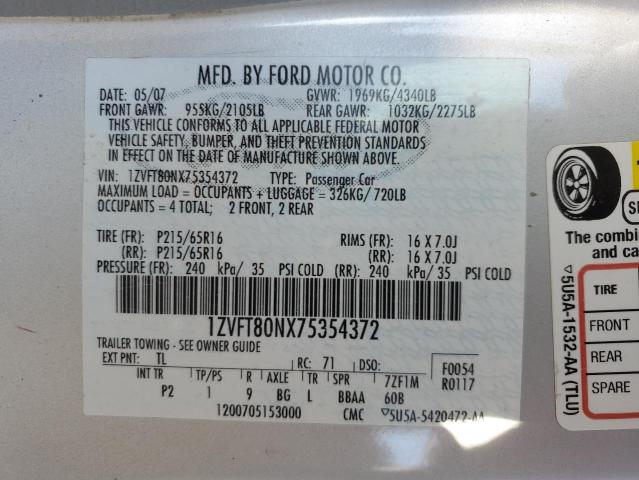 MFD. BY FORD MOTOR CO.
DATE: 05/07 GVWR: 1969KG/4340LB
FRONT GAWR: 955KG/2105LB REAR GAWR: 1032KG/2275LB
THIS VEHICLE CONFORMS TO ALL APPLICABLE FEDERAL MOTOR
VEHICLE SAFETY, BUMPER, AND THEFT PREVENTION STANDARDS
IN EFFECT ON THE DATE OF MANUFACTURE SHOWN ABOVE.
VIN: 1ZVFT80NX75354372 TYPE: Passenger Car
MAXIMUM LOAD = OCCUPANTS + LUGGAGE = 326KG/720LB
OCCUPANTS = 4 TOTAL; 2 FRONT, 2 REAR
TIRE (FR): P215/65R16 RIMS (FR): 16 X 7.0J
(RR): P215/65R16 (RR): 16 X 7.0J
PRESSURE (FR): 240 kPa/ 35 PSI COLD (RR): 240 kPa/ 35 PSI COLD
1ZVFT80NX75354372
TRAILER TOWING - SEE OWNER GUIDE
EXT PNT: TL RC: 71 DSO: F0054
INT TR TP/PS R AXLE TR SPR 7ZF1M R0117
P2 1 9 BG L BBAA 60B
1200705153000 CMC 5U5A-5420472-AA
The combi
and ca
5U5A-1532-AA (TLU)
TIRE
FRONT
REAR
SPARE